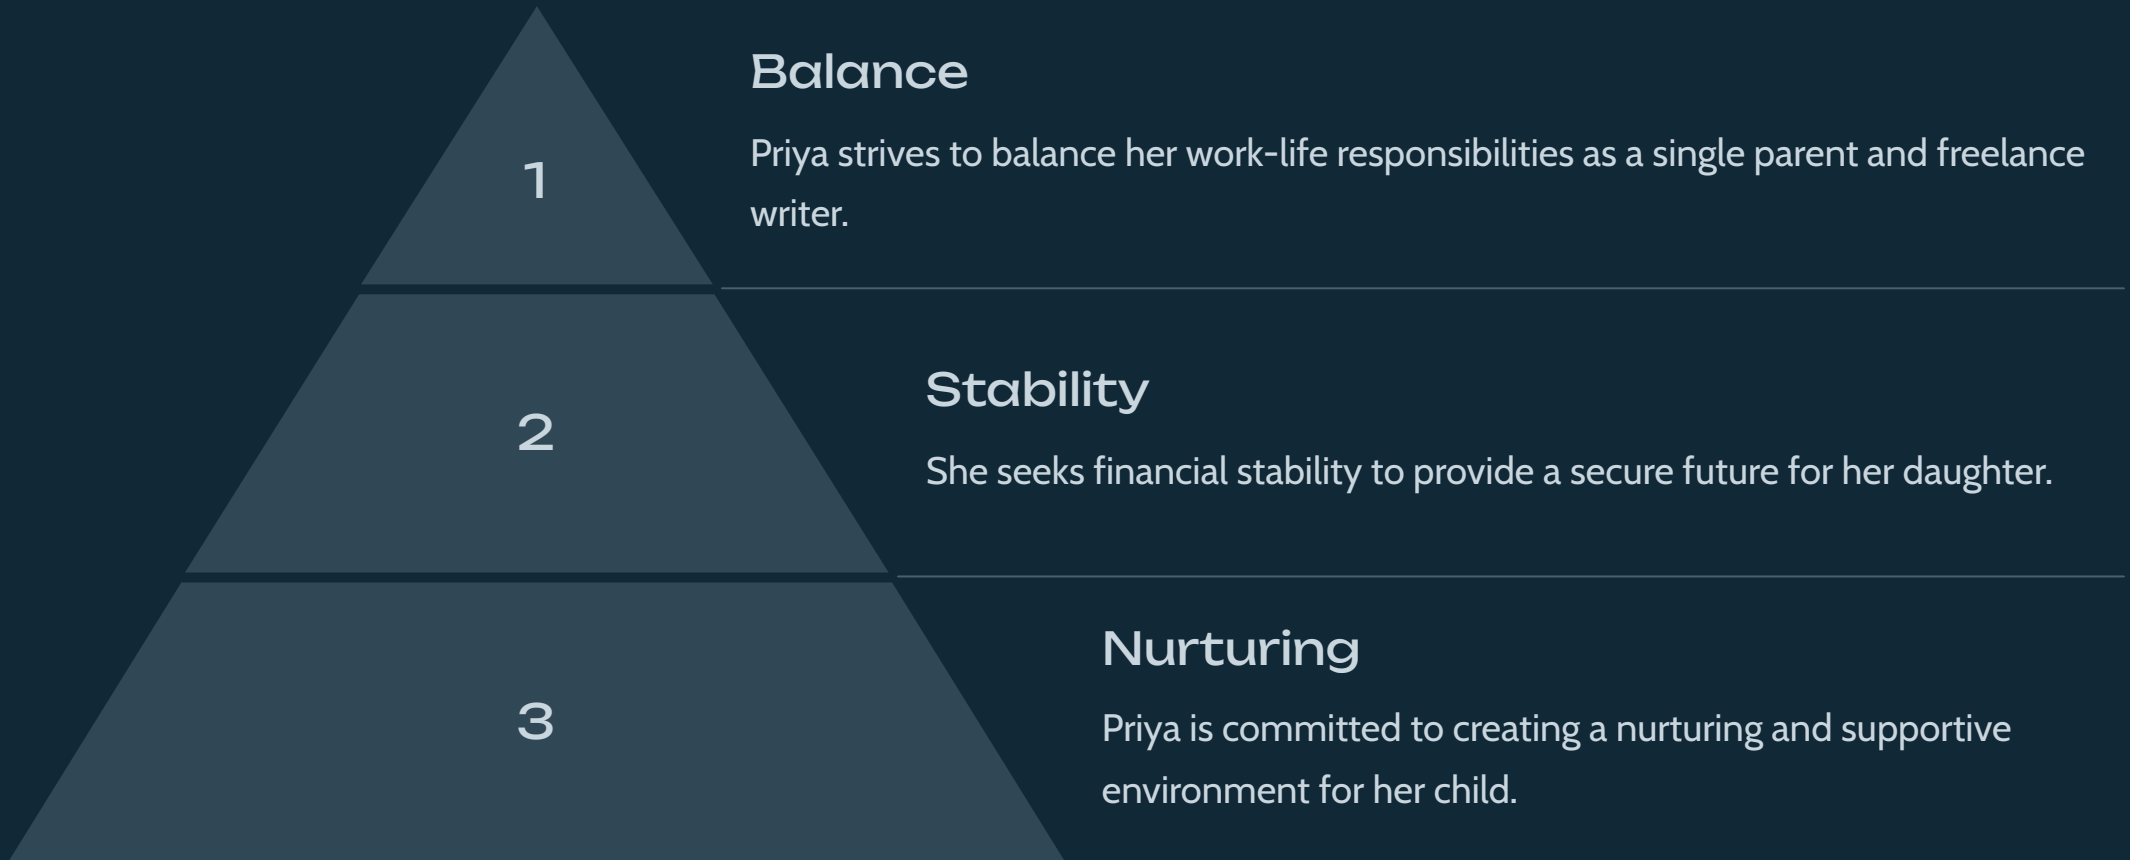 1
Balance
Priya strives to balance her work-life responsibilities as a single parent and freelance
writer.
2
Stability
She seeks financial stability to provide a secure future for her daughter.
3
Nurturing
Priya is committed to creating a nurturing and supportive
environment for her child.